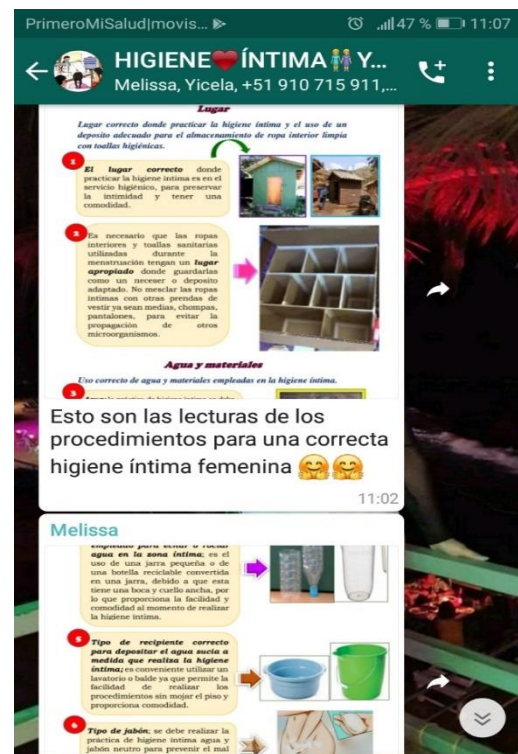 PrimeroMiSalud|movis...
47 % 11:07
HIGIENE❤️ÍNTIMA👭Y...
Melissa, Yicela, +51 910 715 911,...
Lugar
Lugar correcto donde practicar la higiene íntima y el uso de un
deposito adecuado para el almacenamiento de ropa interior limpia
con toallas higiénicas.
1
El lugar correcto donde
practicar la higiene intima es en el
servicio higiénico, para preservar
la intimidad y tener una
comodidad.
2
Es necesario que las ropas
interiores y toallas sanitarias
utilizadas durante la
menstruación tengan un lugar
apropiado donde guardarlas
como un neceser o deposito
adaptado. No mesclar las ropas
intimas con otras prendas de
vestir ya sean medias, chompas,
pantalones, para evitar la
propagación de otros
microorganismos.
Agua y materiales
Uso correcto de agua y materiales empleadas en la higiene íntima.
3
Esto son las lecturas de los
procedimientos para una correcta
higiene íntima femenina 🤗🤗
11:02
Melissa
empleado para echar o rociar
agua en la zona íntima; es el
uso de una jarra pequeña o de
una botella reciclable convertida
en una jarra, debido a que esta
tiene una boca y cuello ancha, por
lo que proporciona la facilidad y
comodidad al momento de realizar
la higiene intima.
5
Tipo de recipiente correcto
para depositar el agua sucia a
medida que realiza la higiene
íntima; es conveniente utilizar un
lavatorio o balde ya que permite la
facilidad de realizar los
procedimientos sin mojar el piso y
proporciona comodidad.
6
Tipo de jabón; se debe realizar la
práctica de higiene intima agua y
jabón neutro para prevenir el mal